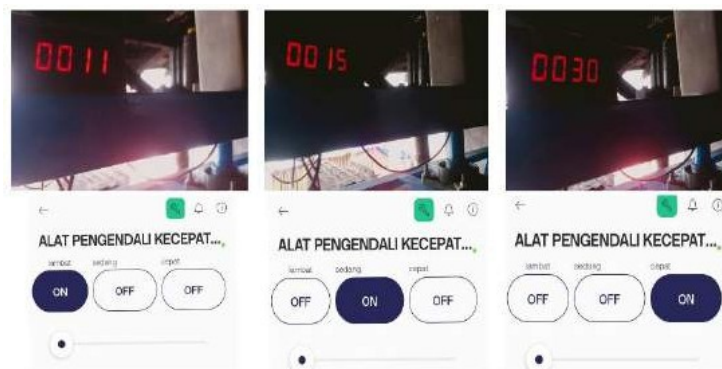 0011
0015
0030
ALAT PENGENDALI KECEPAT...
lambat sedang cepat
ON OFF OFF
ALAT PENGENDALI KECEPAT...
lambat sedang cepat
OFF ON OFF
ALAT PENGENDALI KECEPAT...
lambat sedang cepat
OFF OFF ON